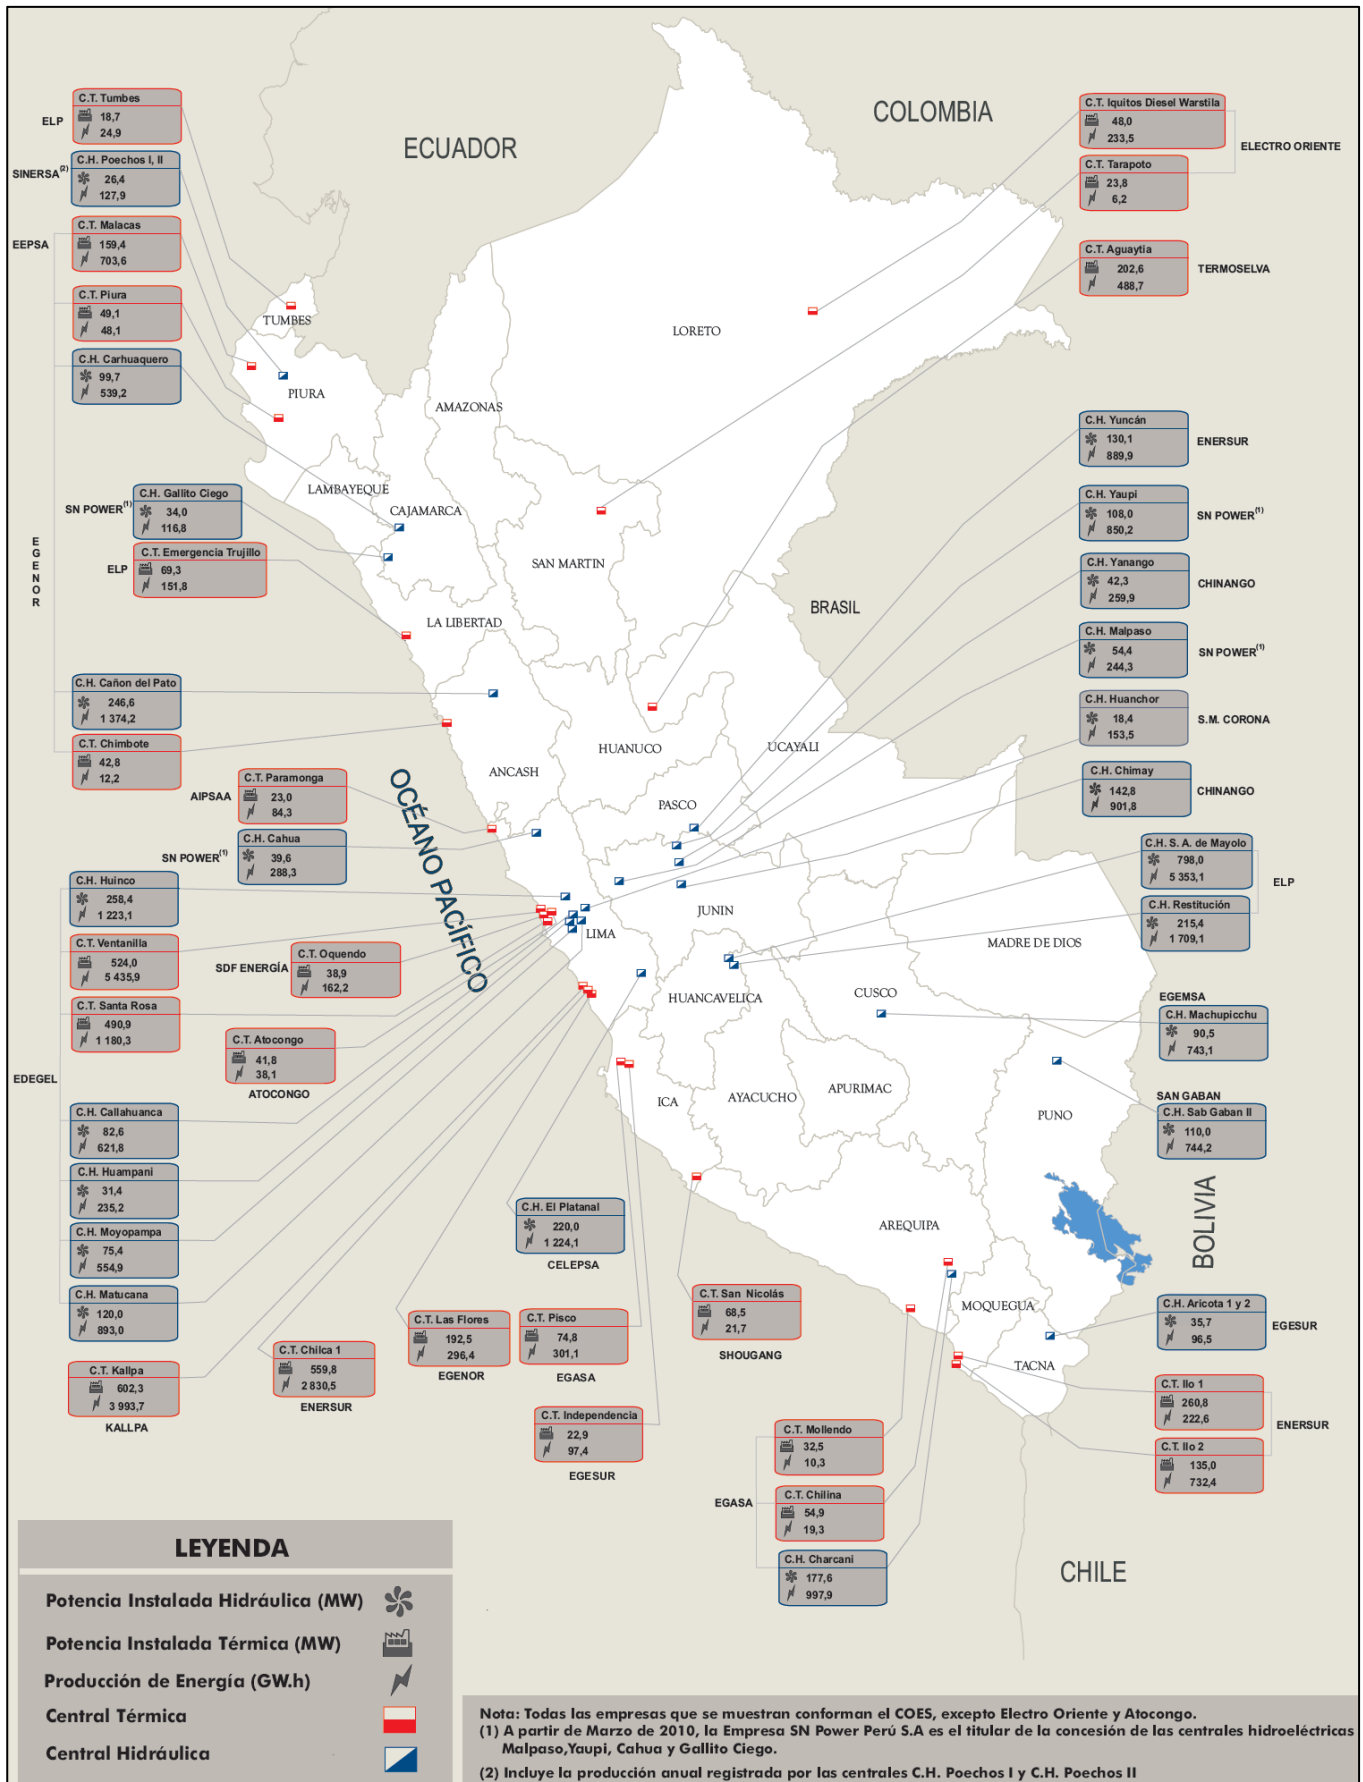 COLOMBIA
ECUADOR
BRASIL
BOLIVIA
CHILE
OCÉANO PACÍFICO
TUMBES
PIURA
LORETO
AMAZONAS
LAMBAYEQUE
CAJAMARCA
SAN MARTIN
LA LIBERTAD
HUANUCO
UCAYALI
ANCASH
PASCO
JUNIN
LIMA
MADRE DE DIOS
HUANCAVELICA
CUSCO
ICA
AYACUCHO
APURIMAC
PUNO
AREQUIPA
MOQUEGUA
TACNA
ELP
C.T. Tumbes
18,7
24,9
SINERSA(2)
C.H. Poechos I, II
26,4
127,9
EEPSA
C.T. Malacas
159,4
703,6
C.T. Piura
49,1
48,1
C.H. Carhuaquero
99,7
539,2
SN POWER(1)
C.H. Gallito Ciego
34,0
116,8
ELP
C.T. Emergencia Trujillo
69,3
151,8
EGENOR
C.H. Cañon del Pato
246,6
1 374,2
C.T. Chimbote
42,8
12,2
AIPSAA
C.T. Paramonga
23,0
84,3
SN POWER(1)
C.H. Cahua
39,6
288,3
C.H. Huinco
258,4
1 223,1
C.T. Ventanilla
524,0
5 435,9
SDF ENERGÍA
C.T. Oquendo
38,9
162,2
C.T. Santa Rosa
490,9
1 180,3
C.T. Atocongo
41,8
38,1
ATOCONGO
EDEGEL
C.H. Callahuanca
82,6
621,8
C.H. Huampani
31,4
235,2
C.H. Moyopampa
75,4
554,9
C.H. Matucana
120,0
893,0
C.T. Kallpa
602,3
3 993,7
KALLPA
C.T. Chilca 1
559,8
2 830,5
ENERSUR
C.T. Las Flores
192,5
296,4
EGENOR
C.H. El Platanal
220,0
1 224,1
CELEPSA
C.T. Pisco
74,8
301,1
EGASA
C.T. Independencia
22,9
97,4
EGESUR
C.T. San Nicolás
68,5
21,7
SHOUGANG
EGASA
C.T. Mollendo
32,5
10,3
C.T. Chilina
54,9
19,3
C.H. Charcani
177,6
997,9
C.T. Iquitos Diesel Warstila
48,0
233,5
ELECTRO ORIENTE
C.T. Tarapoto
23,8
6,2
C.T. Aguaytia
202,6
488,7
TERMOSELVA
C.H. Yuncán
130,1
889,9
ENERSUR
C.H. Yaupi
108,0
850,2
SN POWER(1)
C.H. Yanango
42,3
259,9
CHINANGO
C.H. Malpaso
54,4
244,3
SN POWER(1)
C.H. Huanchor
18,4
153,5
S.M. CORONA
C.H. Chimay
142,8
901,8
CHINANGO
C.H. S. A. de Mayolo
798,0
5 353,1
ELP
C.H. Restitución
215,4
1 709,1
EGEMSA
C.H. Machupicchu
90,5
743,1
SAN GABAN
C.H. Sab Gaban II
110,0
744,2
C.H. Aricota 1 y 2
35,7
96,5
EGESUR
C.T. Ilo 1
260,8
222,6
ENERSUR
C.T. Ilo 2
135,0
732,4
LEYENDA
Potencia Instalada Hidráulica (MW)
Potencia Instalada Térmica (MW)
Producción de Energía (GW.h)
Central Térmica
Central Hidráulica
Nota: Todas las empresas que se muestran conforman el COES, excepto Electro Oriente y Atocongo.
(1) A partir de Marzo de 2010, la Empresa SN Power Perú S.A es el titular de la concesión de las centrales hidroeléctricas
Malpaso,Yaupi, Cahua y Gallito Ciego.
(2) Incluye la producción anual registrada por las centrales C.H. Poechos I y C.H. Poechos II